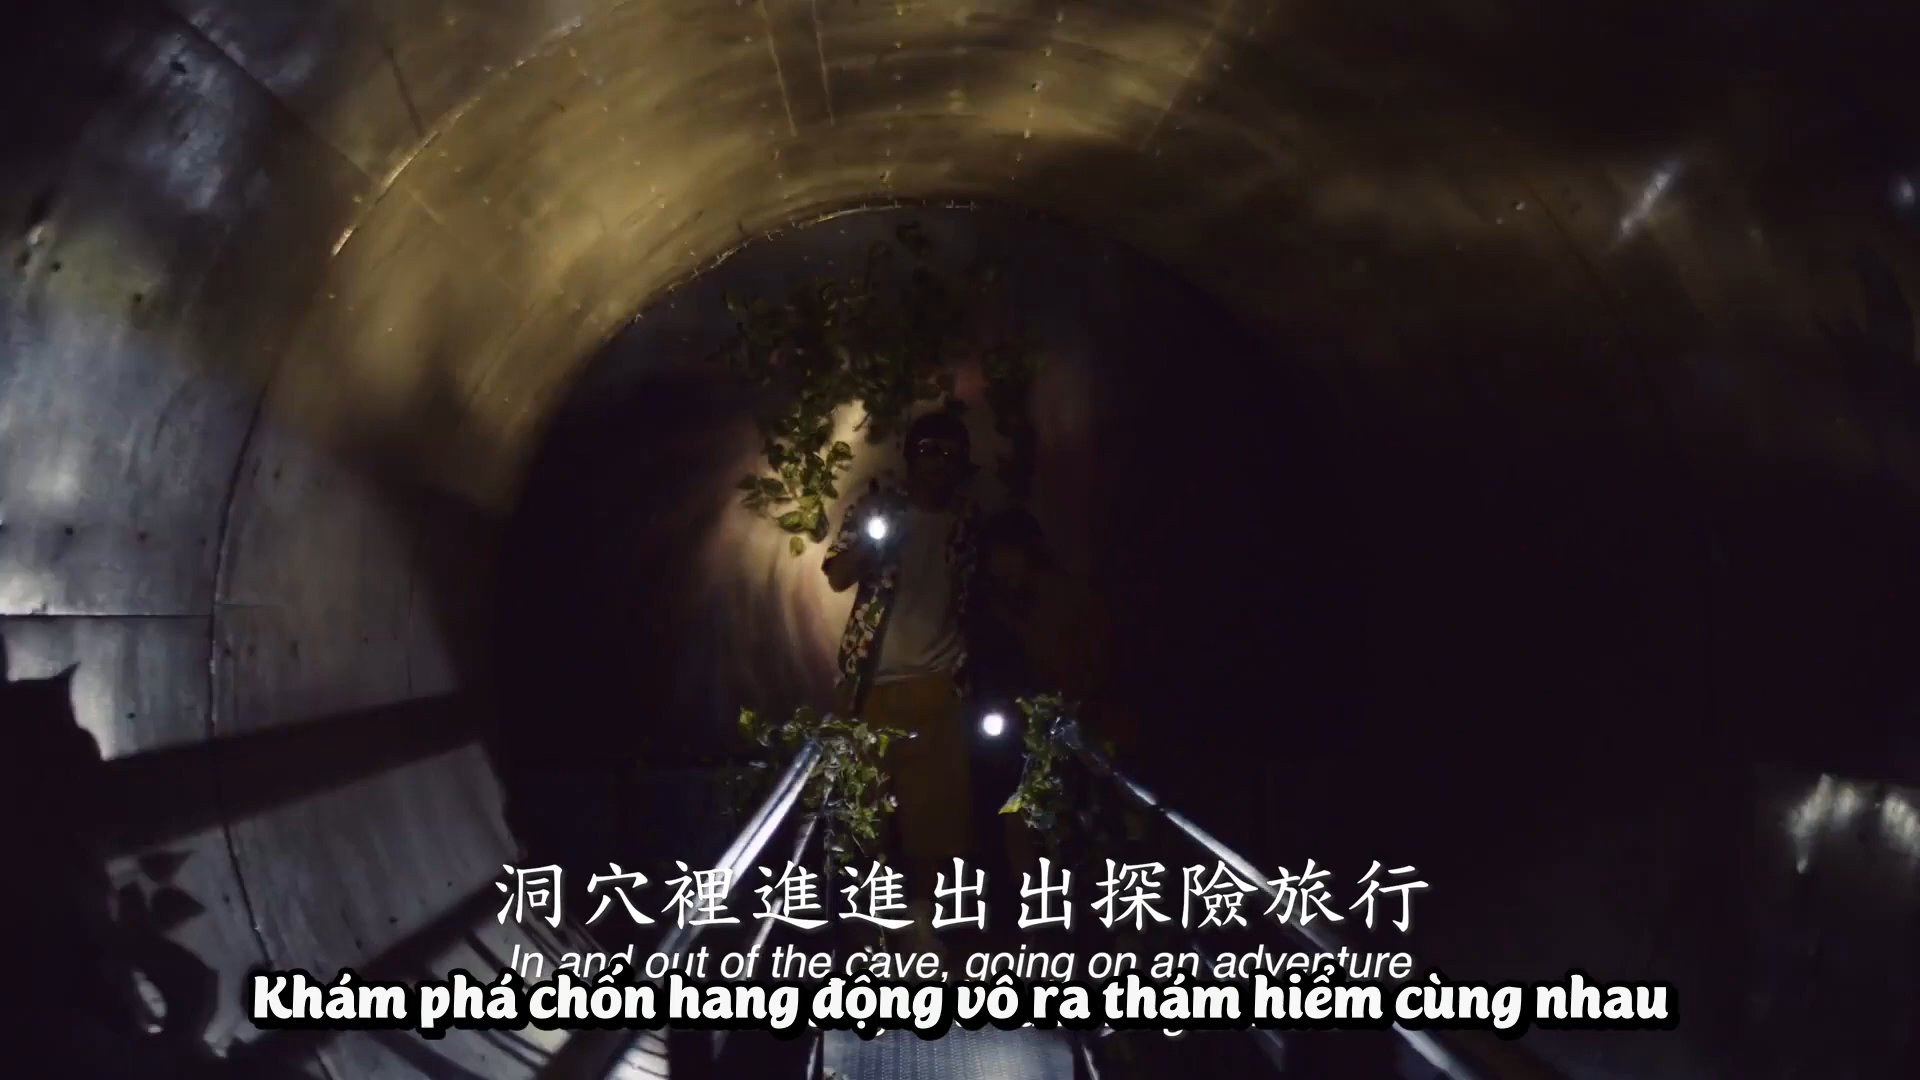 洞穴裡進進出出探險旅行
In and out of the cave, going on an adventure
Khám phá chốn hang động vô ra thám hiểm cùng nhau